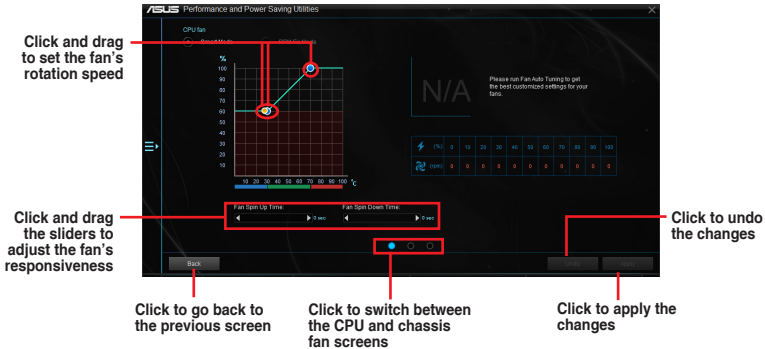 ASUS Performance and Power Saving Utilities
CPU fan
Smart Mode
Click and drag
to set the fan's
rotation speed
%
100
90
80
70
60
50
40
30
20
10
10 20 30 40 50 60 70 80 90 100 °C
N/A
Please run Fan Auto Tuning to get
the best customized settings for your
fans.
(%) 0 10 20 30 40 50 60 70 80 90 100
(rpm) 0 0 0 0 0 0 0 0 0 0 0
Click and drag
the sliders to
adjust the fan's
responsiveness
Fan Spin Up Time: Fan Spin Down Time:
0 sec 0 sec
Click to undo
the changes
Back Undo Apply
Click to go back to
the previous screen
Click to switch between
the CPU and chassis
fan screens
Click to apply the
changes